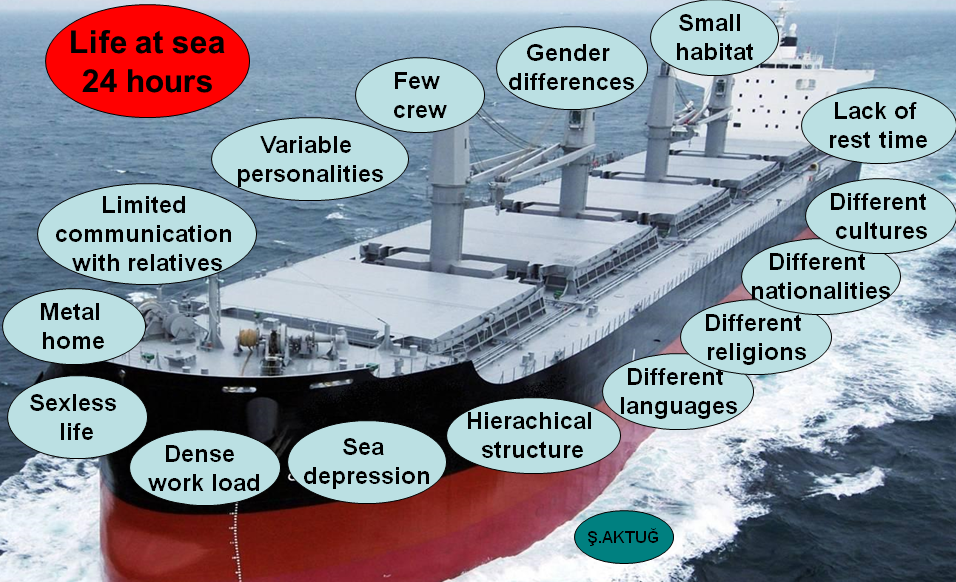 Life at sea
24 hours
Small
habitat
Gender
differences
Few
crew
Lack of
rest time
Variable
personalities
Limited
communication
with relatives
Different
cultures
Different
nationalities
Metal
home
Different
religions
Different
languages
Sexless
life
Hierachical
structure
Sea
depression
Dense
work load
Ş.AKTUĞ